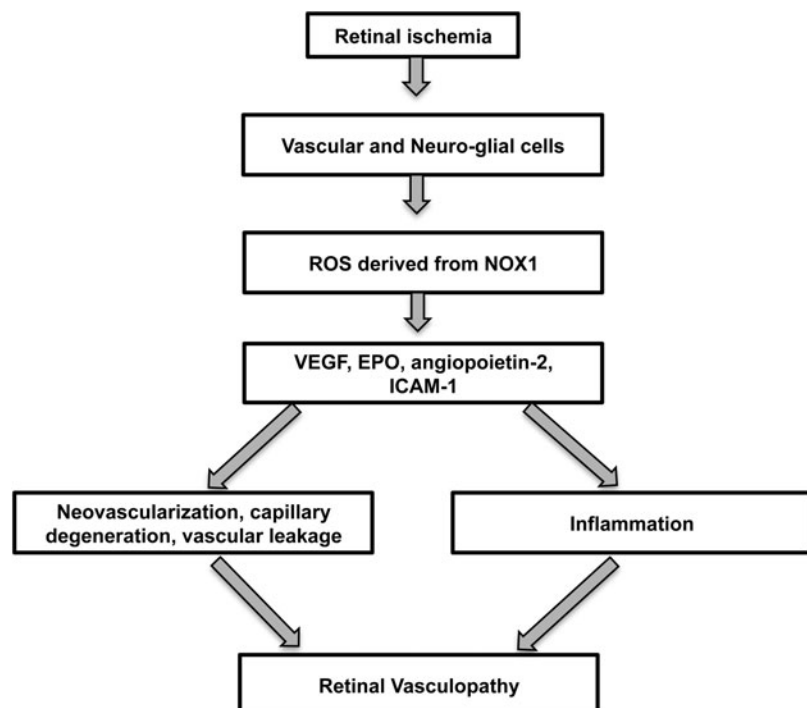 Retinal ischemia
Vascular and Neuro-glial cells
ROS derived from NOX1
VEGF, EPO, angiopoietin-2,
ICAM-1
Neovascularization, capillary
degeneration, vascular leakage
Inflammation
Retinal Vasculopathy